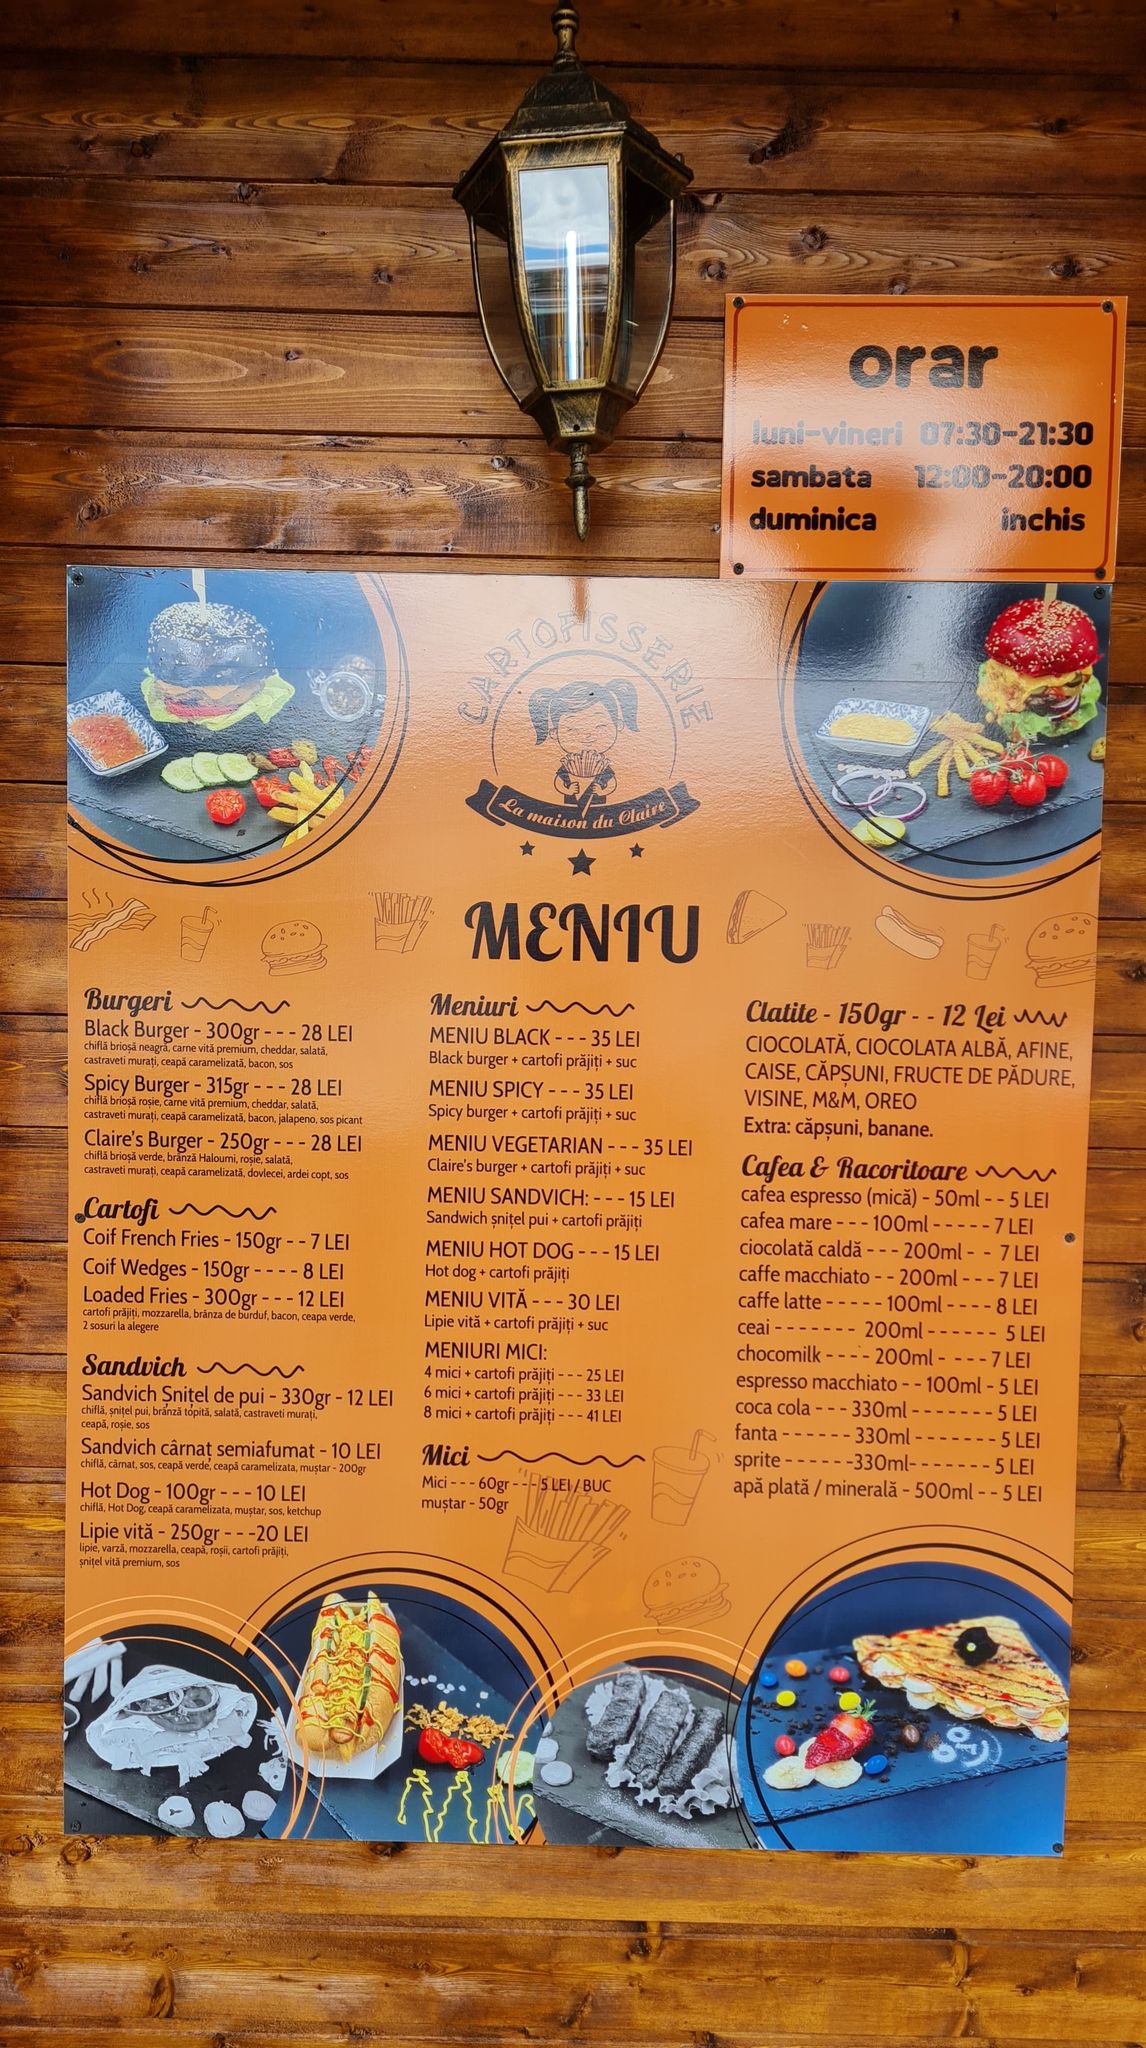 orar
luni-vineri 07:30-21:30
sambata 12:00-20:00
duminica inchis
CARTOFISSERIE
La maison du Claire
MENIU
Burgeri
Black Burger - 300gr - - - 28 LEI
chiflă brioșă neagră, carne vită premium, cheddar, salată,
castraveti murați, ceapă caramelizată, bacon, sos
Spicy Burger - 315gr - - - 28 LEI
chiflă brioșă roșie, carne vită premium, cheddar, salată,
castraveti murați, ceapă caramelizată, bacon, jalapeno, sos picant
Claire's Burger - 250gr - - - 28 LEI
chiflă brioșă verde, brânză Haloumi, roșie, salată,
castraveti murați, ceapă caramelizată, dovlecei, ardei copt, sos
Cartofi
Coif French Fries - 150gr - - 7 LEI
Coif Wedges - 150gr - - - - 8 LEI
Loaded Fries - 300gr - - - 12 LEI
cartofi prăjiți, mozzarella, brânza de burduf, bacon, ceapa verde,
2 sosuri la alegere
Sandvich
Sandvich Șnițel de pui - 330gr - 12 LEI
chiflă, șnițel pui, brânză topită, salată, castraveti murați,
ceapă, roșie, sos
Sandvich cârnaț semiafumat - 10 LEI
chiflă, cârnat, sos, ceapă verde, ceapă caramelizata, muștar - 200gr
Hot Dog - 100gr - - - 10 LEI
chiflă, Hot Dog, ceapă caramelizata, muștar, sos, ketchup
Lipie vită - 250gr - - -20 LEI
lipie, varză, mozzarella, ceapă, roșii, cartofi prăjiți,
șnițel vită premium, sos
Meniuri
MENIU BLACK - - - 35 LEI
Black burger + cartofi prăjiți + suc
MENIU SPICY - - - 35 LEI
Spicy burger + cartofi prăjiți + suc
MENIU VEGETARIAN - - - 35 LEI
Claire's burger + cartofi prăjiți + suc
MENIU SANDVICH: - - - 15 LEI
Sandwich șnițel pui + cartofi prăjiți
MENIU HOT DOG - - - 15 LEI
Hot dog + cartofi prăjiți
MENIU VITĂ - - - 30 LEI
Lipie vită + cartofi prăjiți + suc
MENIURI MICI:
4 mici + cartofi prăjiți - - - 25 LEI
6 mici + cartofi prăjiți - - - 33 LEI
8 mici + cartofi prăjiți - - - 41 LEI
Mici
Mici - - - 60gr - - - 5 LEI / BUC
muștar - 50gr
Clatite - 150gr - - 12 Lei
CIOCOLATĂ, CIOCOLATA ALBĂ, AFINE,
CAISE, CĂPȘUNI, FRUCTE DE PĂDURE,
VISINE, M&M, OREO
Extra: căpșuni, banane.
Cafea & Racoritoare
cafea espresso (mică) - 50ml - - 5 LEI
cafea mare - - - 100ml - - - - - 7 LEI
ciocolată caldă - - - 200ml - - 7 LEI
caffe macchiato - - 200ml - - - 7 LEI
caffe latte - - - - - 100ml - - - - 8 LEI
ceai - - - - - - - 200ml - - - - - - 5 LEI
chocomilk - - - - 200ml - - - - 7 LEI
espresso macchiato - - 100ml - 5 LEI
coca cola - - - 330ml - - - - - - - 5 LEI
fanta - - - - - - 330ml - - - - - - - 5 LEI
sprite - - - - - -330ml- - - - - - - 5 LEI
apă plată / minerală - 500ml - - 5 LEI